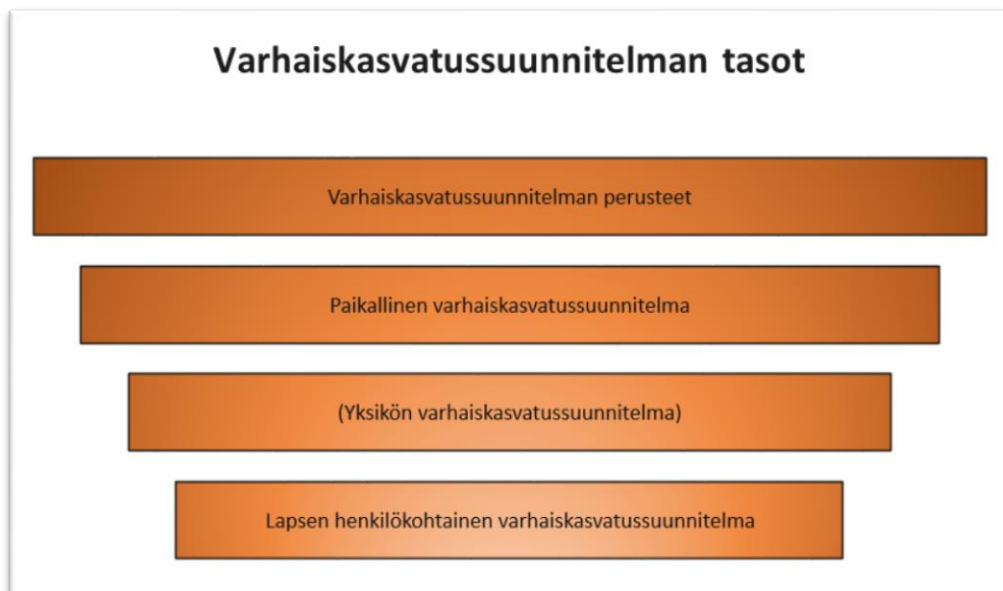 Varhaiskasvatussuunnitelman tasot
Varhaiskasvatussuunnitelman perusteet
Paikallinen varhaiskasvatussuunnitelma
(Yksikön varhaiskasvatussuunnitelma)
Lapsen henkilökohtainen varhaiskasvatussuunnitelma